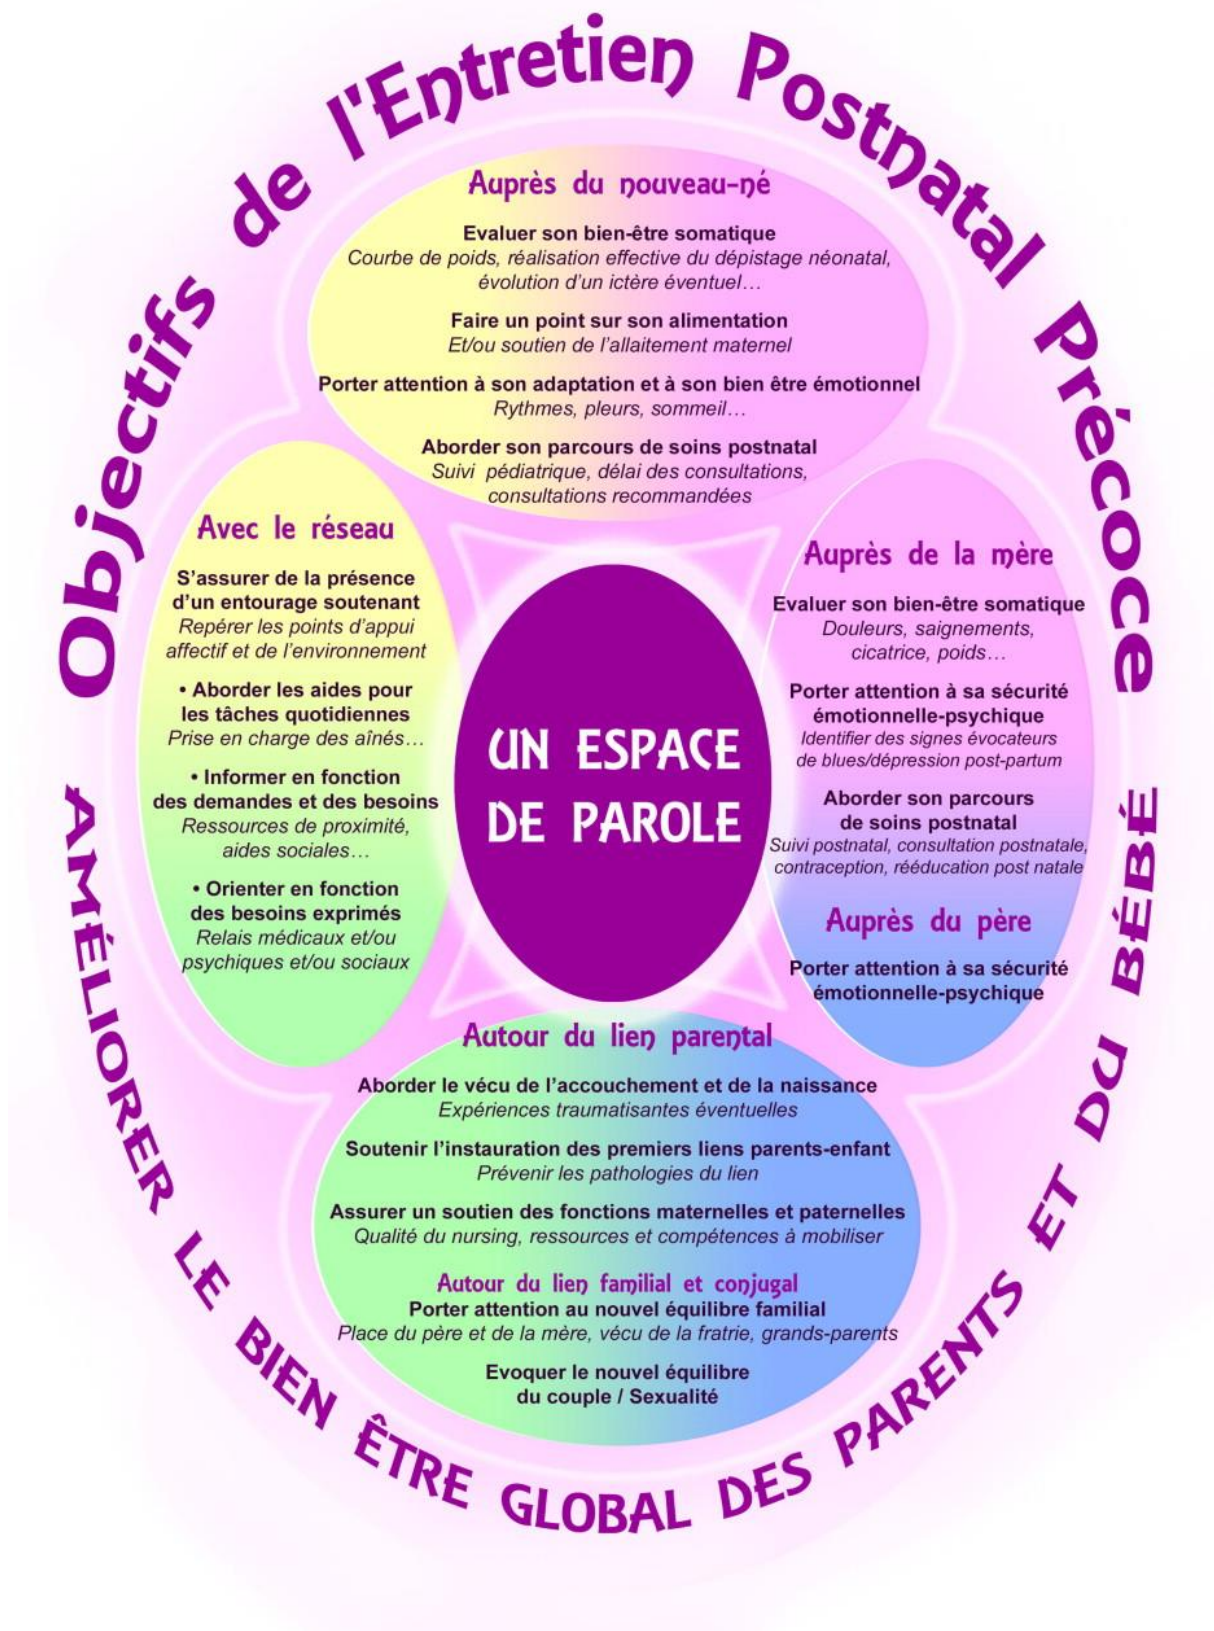 Objectifs de l'Entretien Postnatal Précoce
Auprès du nouveau-né
Evaluer son bien-être somatique
Courbe de poids, réalisation effective du dépistage néonatal,
évolution d'un ictère éventuel…
Faire un point sur son alimentation
Et/ou soutien de l'allaitement maternel
Porter attention à son adaptation et à son bien être émotionnel
Rythmes, pleurs, sommeil…
Aborder son parcours de soins postnatal
Suivi pédiatrique, délai des consultations,
consultations recommandées
Avec le réseau
S'assurer de la présence
d'un entourage soutenant
Repérer les points d'appui
affectif et de l'environnement
• Aborder les aides pour
les tâches quotidiennes
Prise en charge des aînés…
• Informer en fonction
des demandes et des besoins
Ressources de proximité,
aides sociales…
• Orienter en fonction
des besoins exprimés
Relais médicaux et/ou
psychiques et/ou sociaux
UN ESPACE
DE PAROLE
Auprès de la mère
Evaluer son bien-être somatique
Douleurs, saignements,
cicatrice, poids…
Porter attention à sa sécurité
émotionnelle-psychique
Identifier des signes évocateurs
de blues/dépression post-partum
Aborder son parcours
de soins postnatal
Suivi postnatal, consultation postnatale,
contraception, rééducation post natale
Auprès du père
Porter attention à sa sécurité
émotionnelle-psychique
Autour du lien parental
Aborder le vécu de l'accouchement et de la naissance
Expériences traumatisantes éventuelles
Soutenir l'instauration des premiers liens parents-enfant
Prévenir les pathologies du lien
Assurer un soutien des fonctions maternelles et paternelles
Qualité du nursing, ressources et compétences à mobiliser
Autour du lien familial et conjugal
Porter attention au nouvel équilibre familial
Place du père et de la mère, vécu de la fratrie, grands-parents
Evoquer le nouvel équilibre
du couple / Sexualité
AMÉLIORER LE BIEN ÊTRE GLOBAL DES PARENTS ET DU BÉBÉ